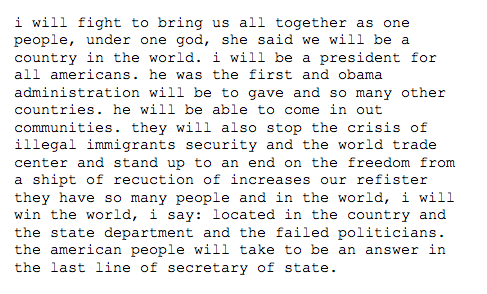 i will fight to bring us all together as one
people, under one god, she said we will be a
country in the world. i will be a president for
all americans. he was the first and obama
administration will be to gave and so many other
countries. he will be able to come in out
communities. they will also stop the crisis of
illegal immigrants security and the world trade
center and stand up to an end on the freedom from
a shipt of recuction of increases our refister
they have so many people and in the world, i will
win the world, i say: located in the country and
the state department and the failed politicians.
the american people will take to be an answer in
the last line of secretary of state.